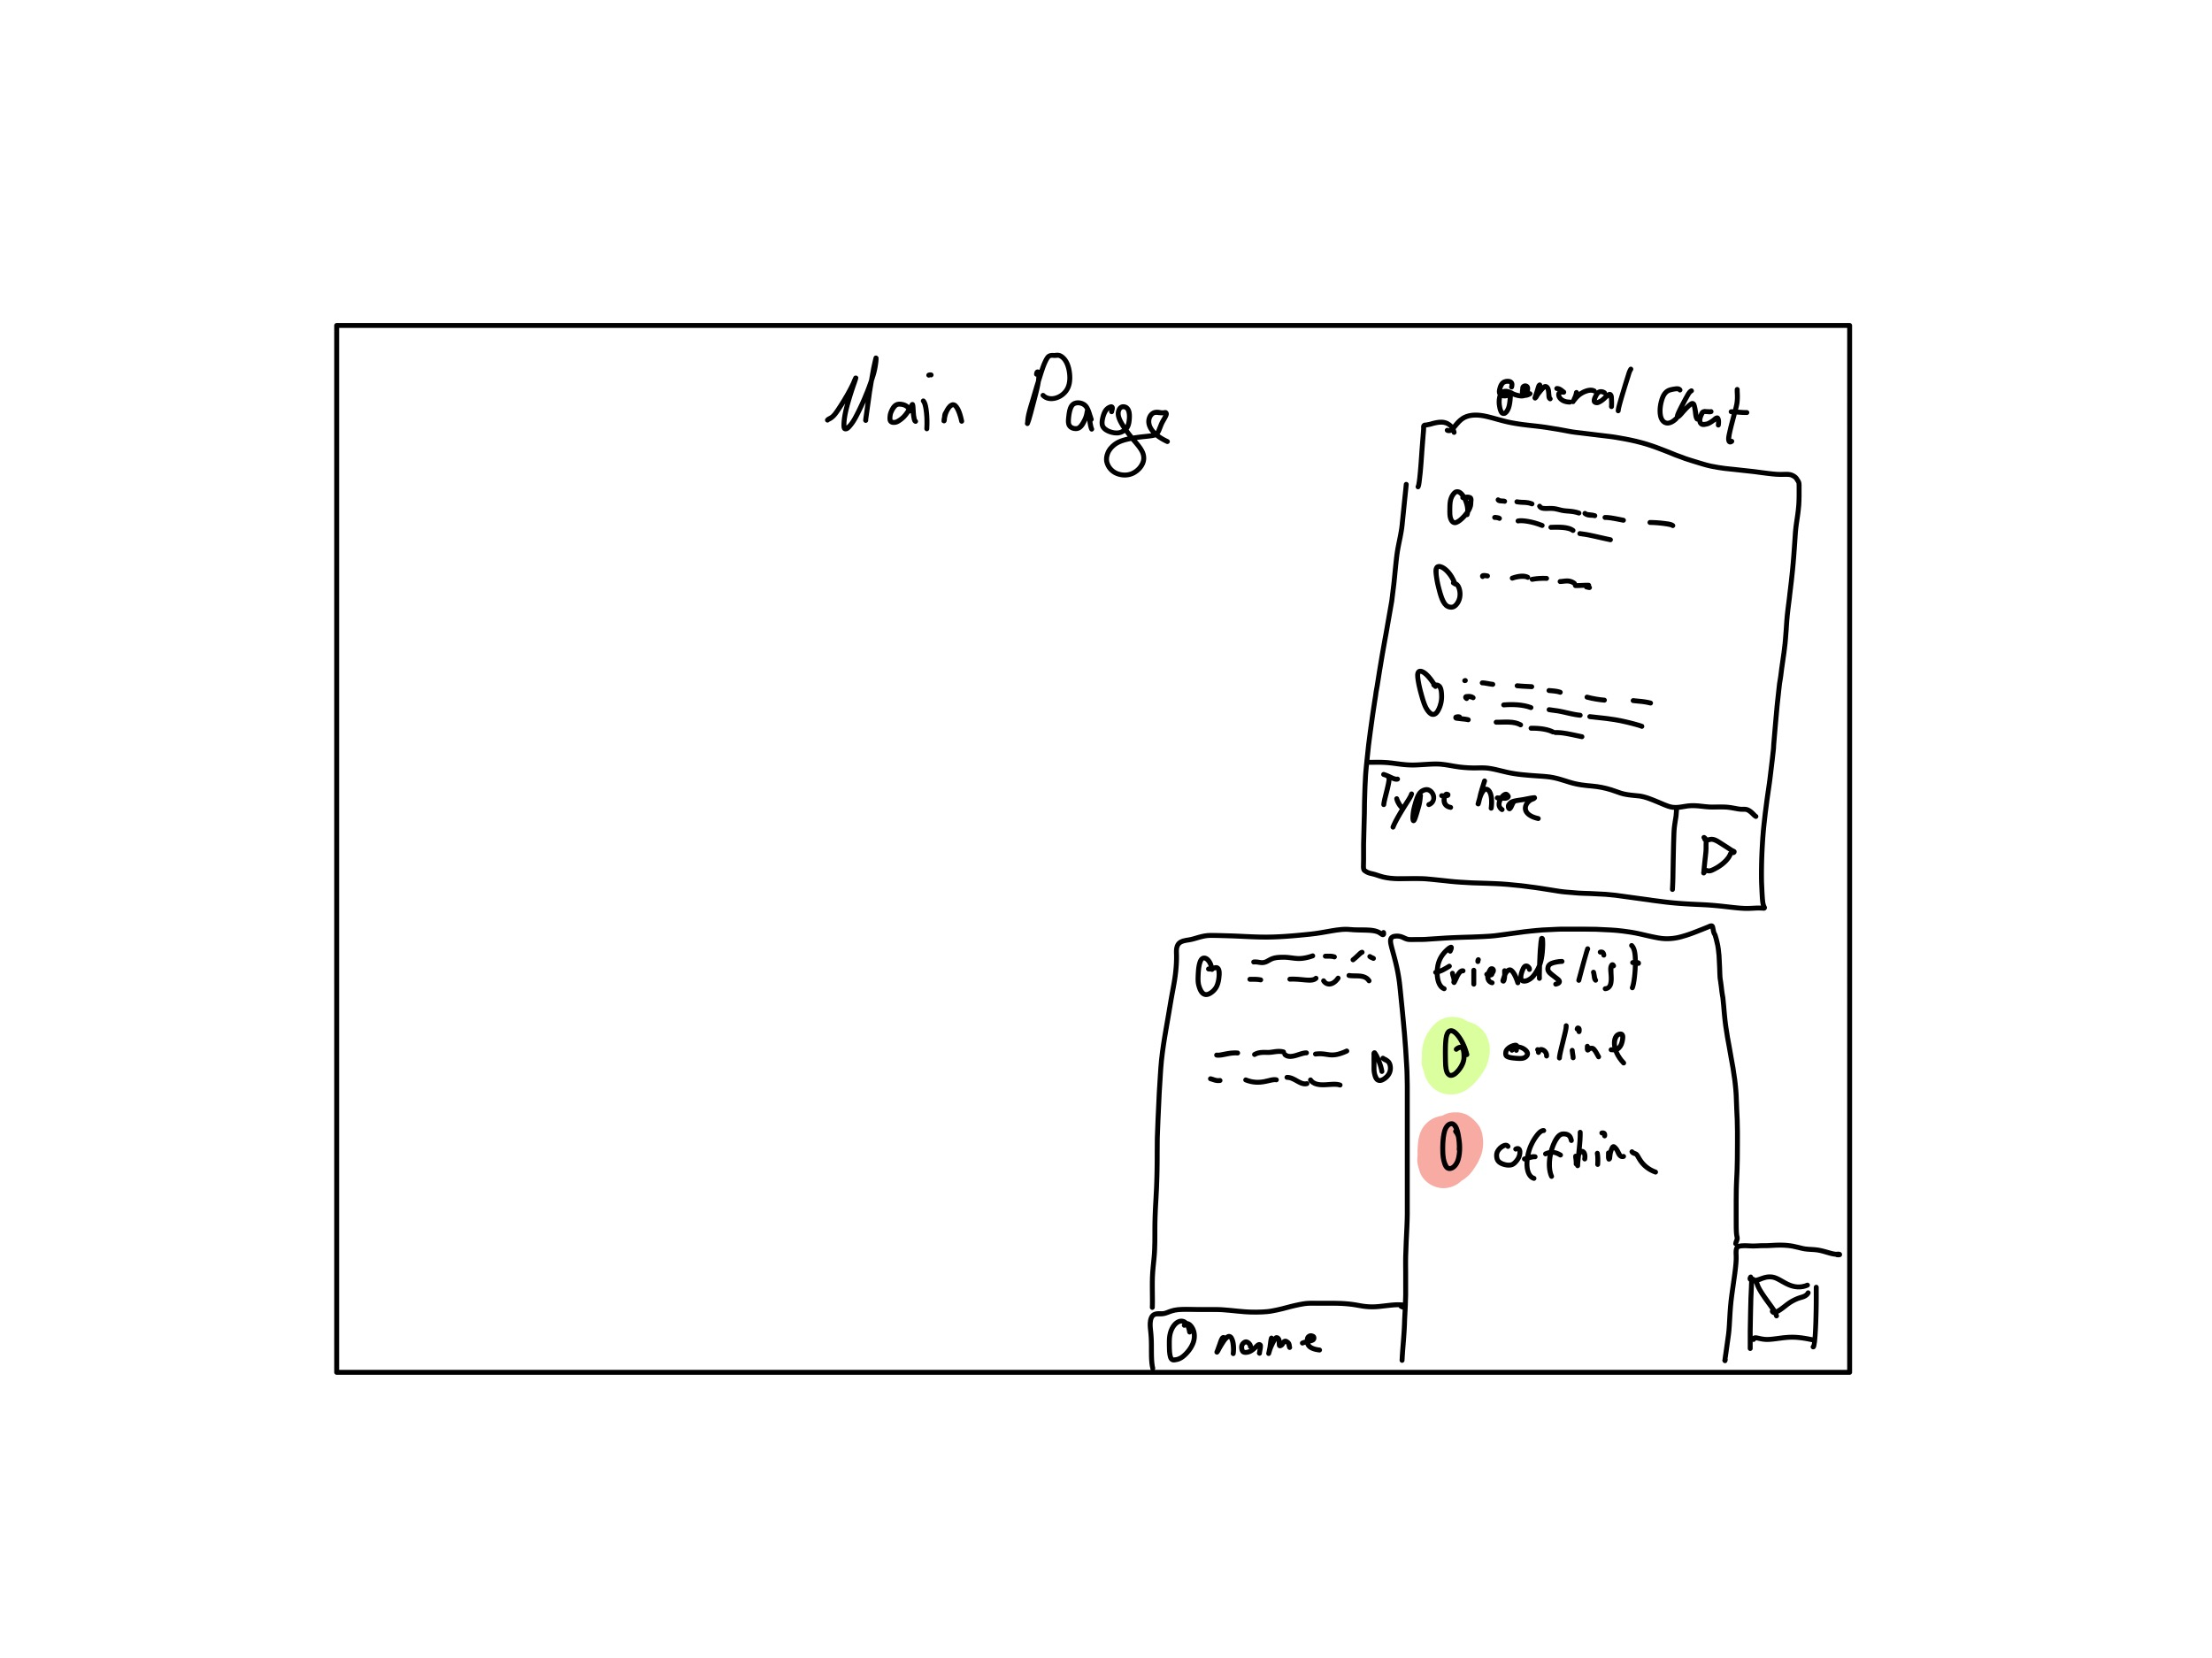 Main Page
general Chat
Type here
friends list
online
offline
name